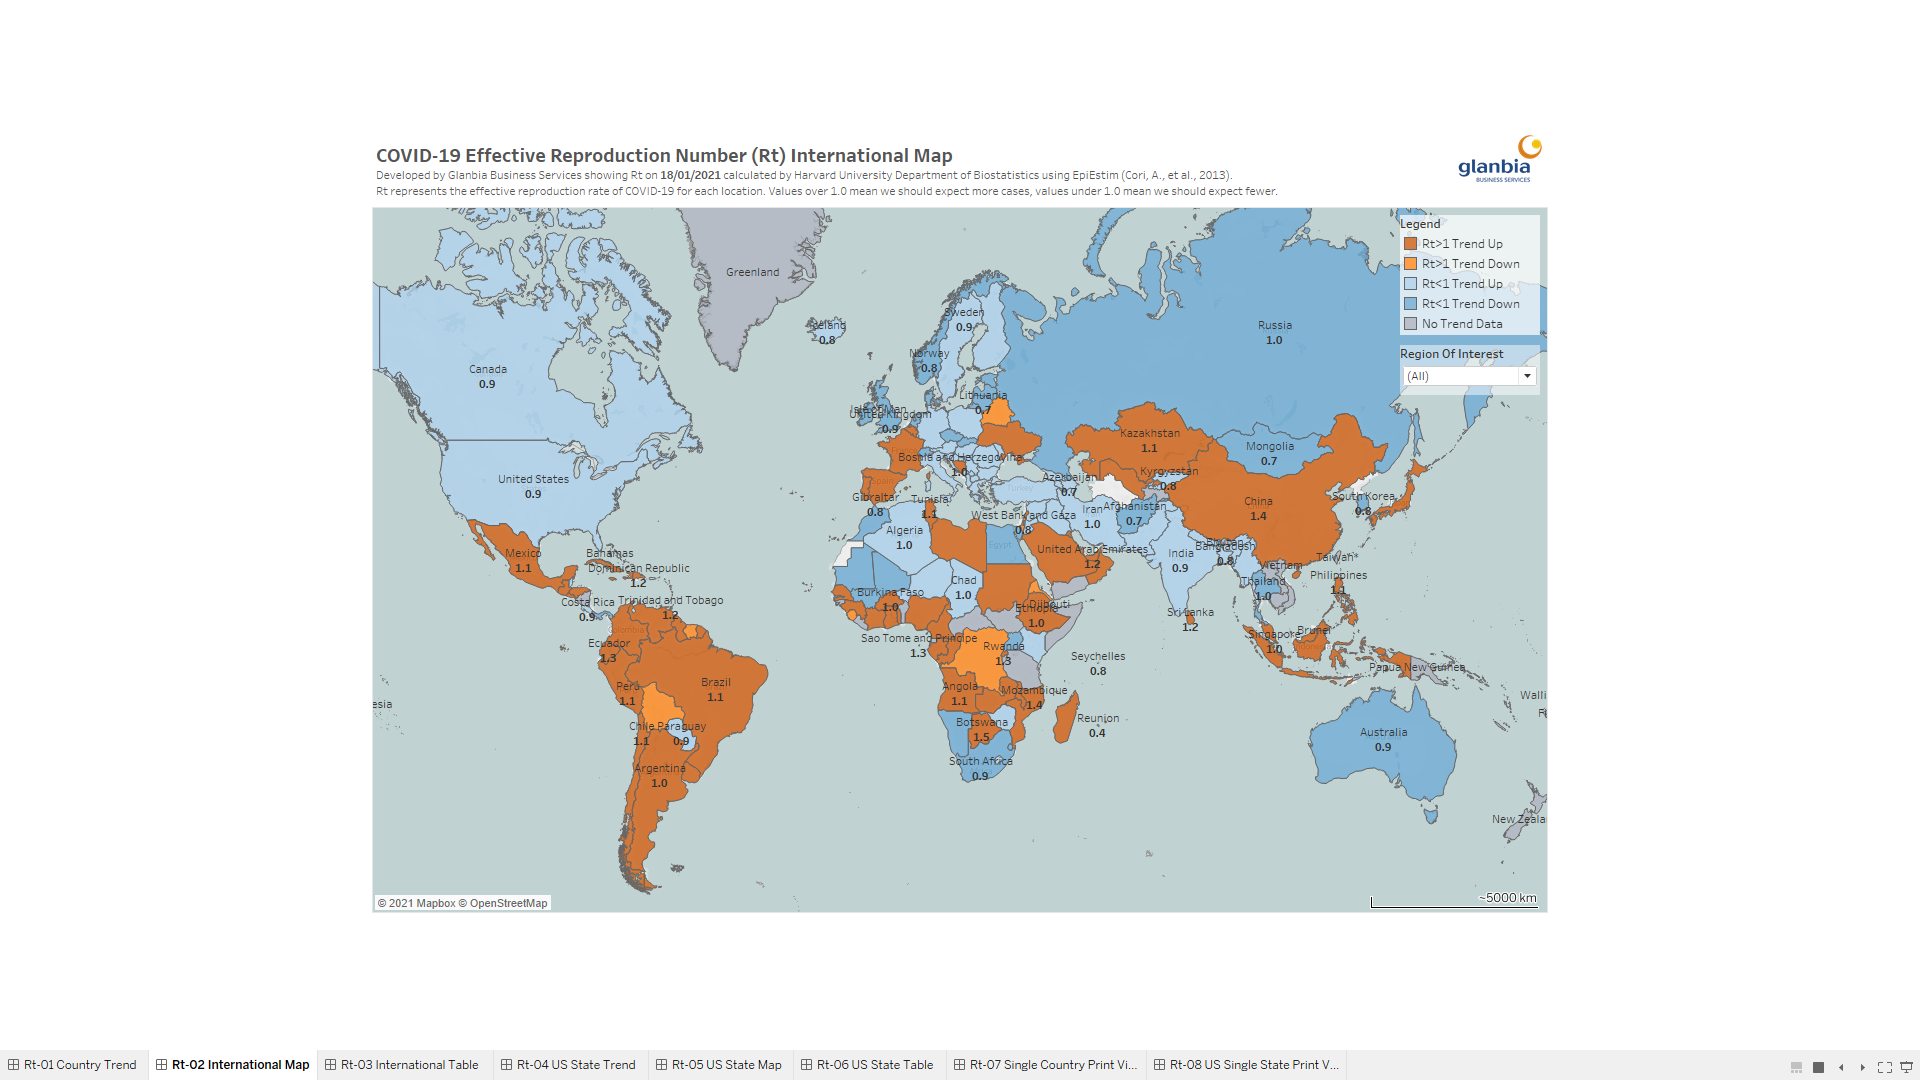 COVID-19 Effective Reproduction Number (Rt) International Map
Developed by Glanbia Business Services showing Rt on 18/01/2021 calculated by Harvard University Department of Biostatistics using EpiEstim (Cori, A., et al., 2013).
Rt represents the effective reproduction rate of COVID-19 for each location. Values over 1.0 mean we should expect more cases, values under 1.0 mean we should expect fewer.
glanbia
BUSINESS SERVICES
Legend
Rt>1 Trend Up
Rt>1 Trend Down
Rt<1 Trend Up
Rt<1 Trend Down
No Trend Data
Region Of Interest
(All)
Greenland
Iceland
0.8
Sweden
0.9
Russia
1.0
Norway
0.8
Canada
0.9
Lithuania
0.7
Isle of Man
United Kingdom
0.9
Kazakhstan
1.1
Mongolia
0.7
Bosnia and Herzegovina
1.0
Kyrgyzstan
0.8
United States
0.9
Spain
Turkey
Azerbaijan
0.7
Gibraltar
0.8
Tunisia
1.1
China
1.4
South Korea
0.8
Iran
1.0
Afghanistan
0.7
West Bank and Gaza
0.8
Algeria
1.0
Egypt
United Arab Emirates
1.2
Bhutan
Bangladesh
0.8
India
0.9
Mexico
1.1
Bahamas
Dominican Republic
1.2
Taiwan*
Vietnam
Philippines
1.1
Thailand
1.0
Chad
1.0
Burkina Faso
1.0
Costa Rica
0.9
Trinidad and Tobago
1.2
Djibouti
Ethiopia
1.0
Sri Lanka
1.2
Colombia
Ecuador
1.3
Sao Tome and Principe
1.3
Rwanda
1.3
Singapore
1.0
Brunei
Seychelles
0.8
Papua New Guinea
Peru
1.1
Brazil
1.1
Angola
1.1
Mozambique
1.4
esia
Walli
F
Chile
1.1
Paraguay
0.9
Botswana
1.5
Reunion
0.4
Australia
0.9
South Africa
0.9
Argentina
1.0
New Zeala
© 2021 Mapbox © OpenStreetMap
~5000 km
Rt-01 Country Trend
Rt-02 International Map
Rt-03 International Table
Rt-04 US State Trend
Rt-05 US State Map
Rt-06 US State Table
Rt-07 Single Country Print Vi...
Rt-08 US Single State Print V...